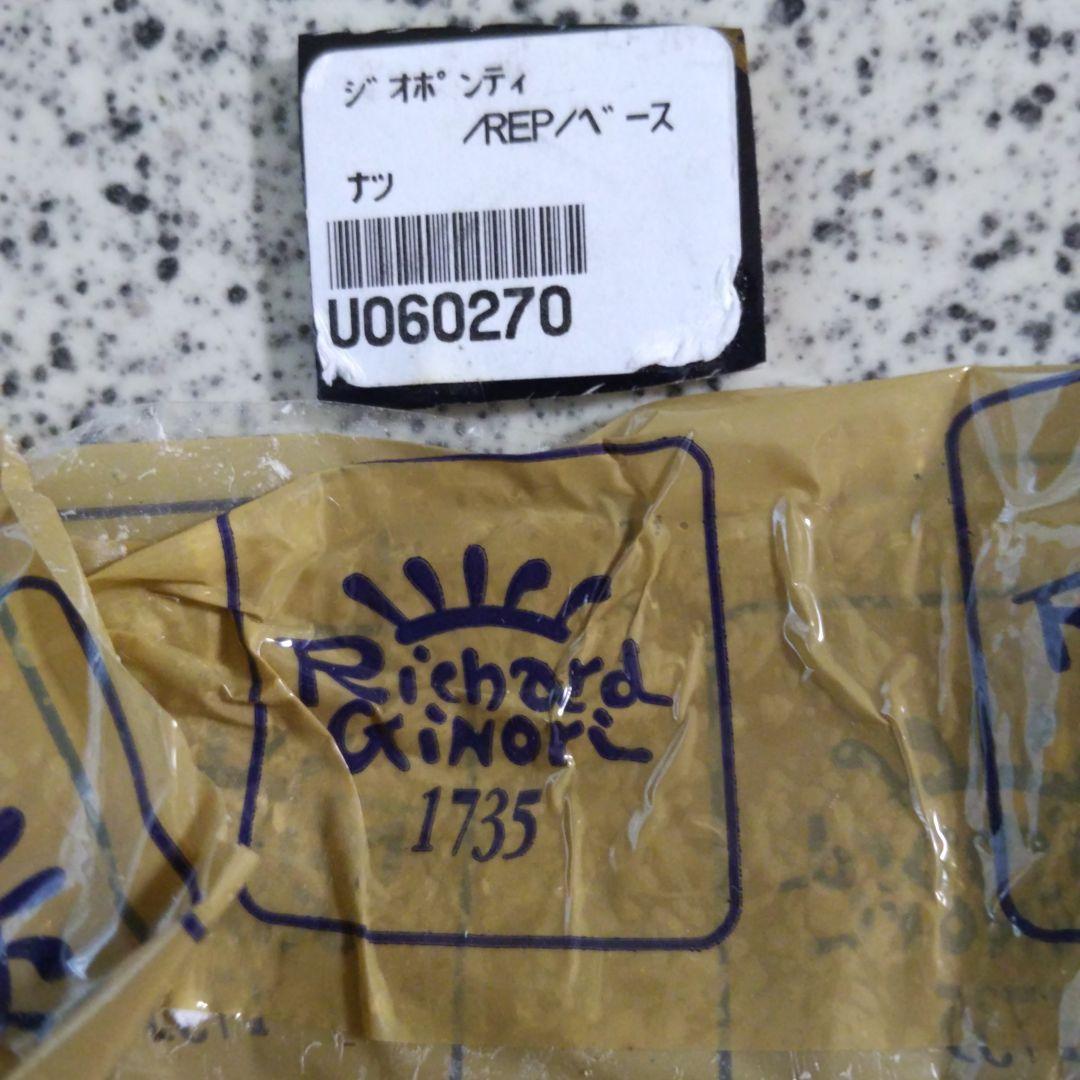 ジオポンティ
/REP/ベース
ナツ
U060270
Richard
GiNori
1735
R